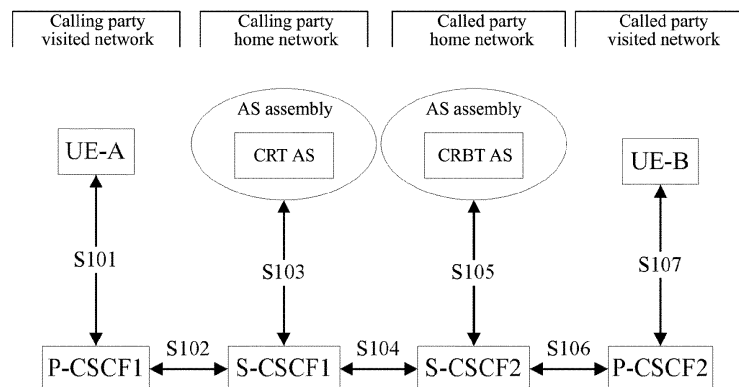 Calling party
visited network
Calling party
home network
Called party
home network
Called party
visited network
AS assembly
AS assembly
UE-A
CRT AS
CRBT AS
UE-B
S101
S103
S105
S107
S102
S104
S106
P-CSCF1
S-CSCF1
S-CSCF2
P-CSCF2